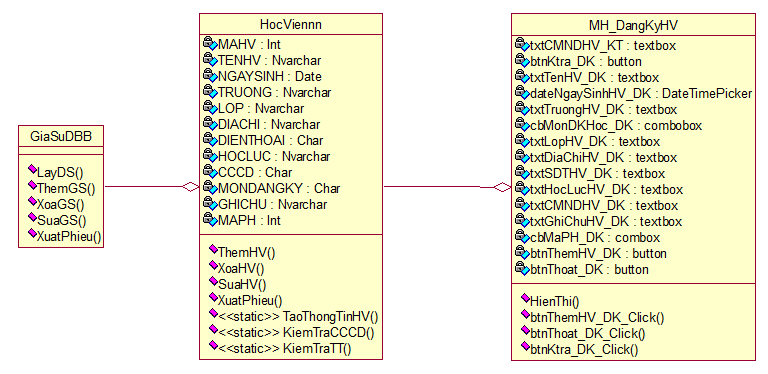 GiaSuDBB
LayDS()
ThemGS()
XoaGS()
SuaGS()
XuatPhieu()
HocViennn
MAHV : Int
TENHV : Nvarchar
NGAYSINH : Date
TRUONG : Nvarchar
LOP : Nvarchar
DIACHI : Nvarchar
DIENTHOAI : Char
HOCLUC : Nvarchar
CCCD : Char
MONDANGKY : Char
GHICHU : Nvarchar
MAPH : Int
ThemHV()
XoaHV()
SuaHV()
XuatPhieu()
<<static>> TaoThongTinHV()
<<static>> KiemTraCCCD()
<<static>> KiemTraTT()
MH_DangKyHV
txtCMNDHV_KT : textbox
btnKtra_DK : button
txtTenHV_DK : textbox
dateNgaySinhHV_DK : DateTimePicker
txtTruongHV_DK : textbox
cbMonDKHoc_DK : combobox
txtLopHV_DK : textbox
txtDiaChiHV_DK : textbox
txtSDTHV_DK : textbox
txtHocLucHV_DK : textbox
txtCMNDHV_DK : textbox
txtGhiChuHV_DK : textbox
cbMaPH_DK : combox
btnThemHV_DK : button
btnThoat_DK : button
HienThi()
btnThemHV_DK_Click()
btnThoat_DK_Click()
btnKtra_DK_Click()